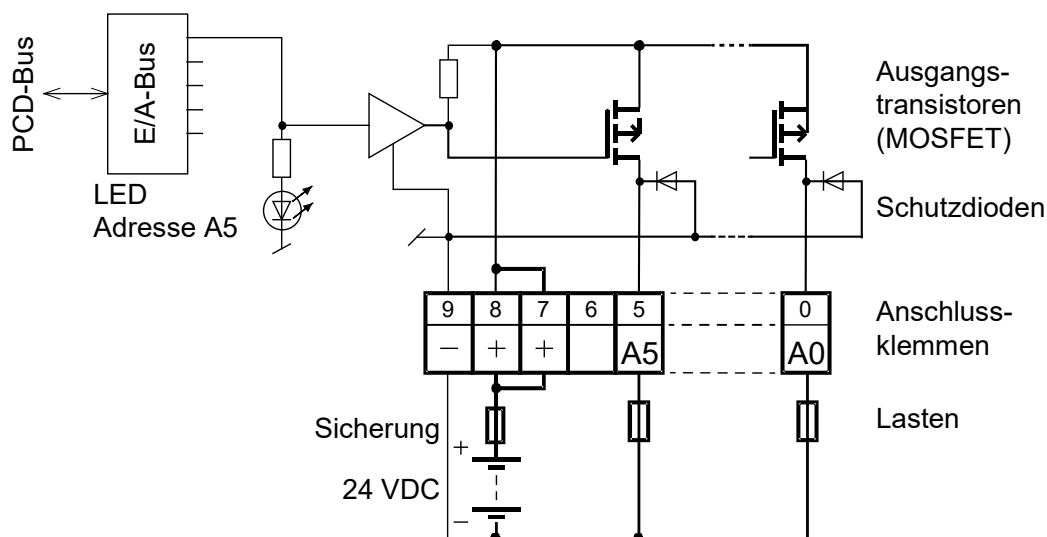 PCD-Bus
E/A-Bus
LED
Adresse A5
Ausgangs-
transistoren
(MOSFET)
Schutzdioden
9 8 7 6 5 0
– + + A5 A0
Anschluss-
klemmen
Sicherung
Lasten
+
24 VDC
–